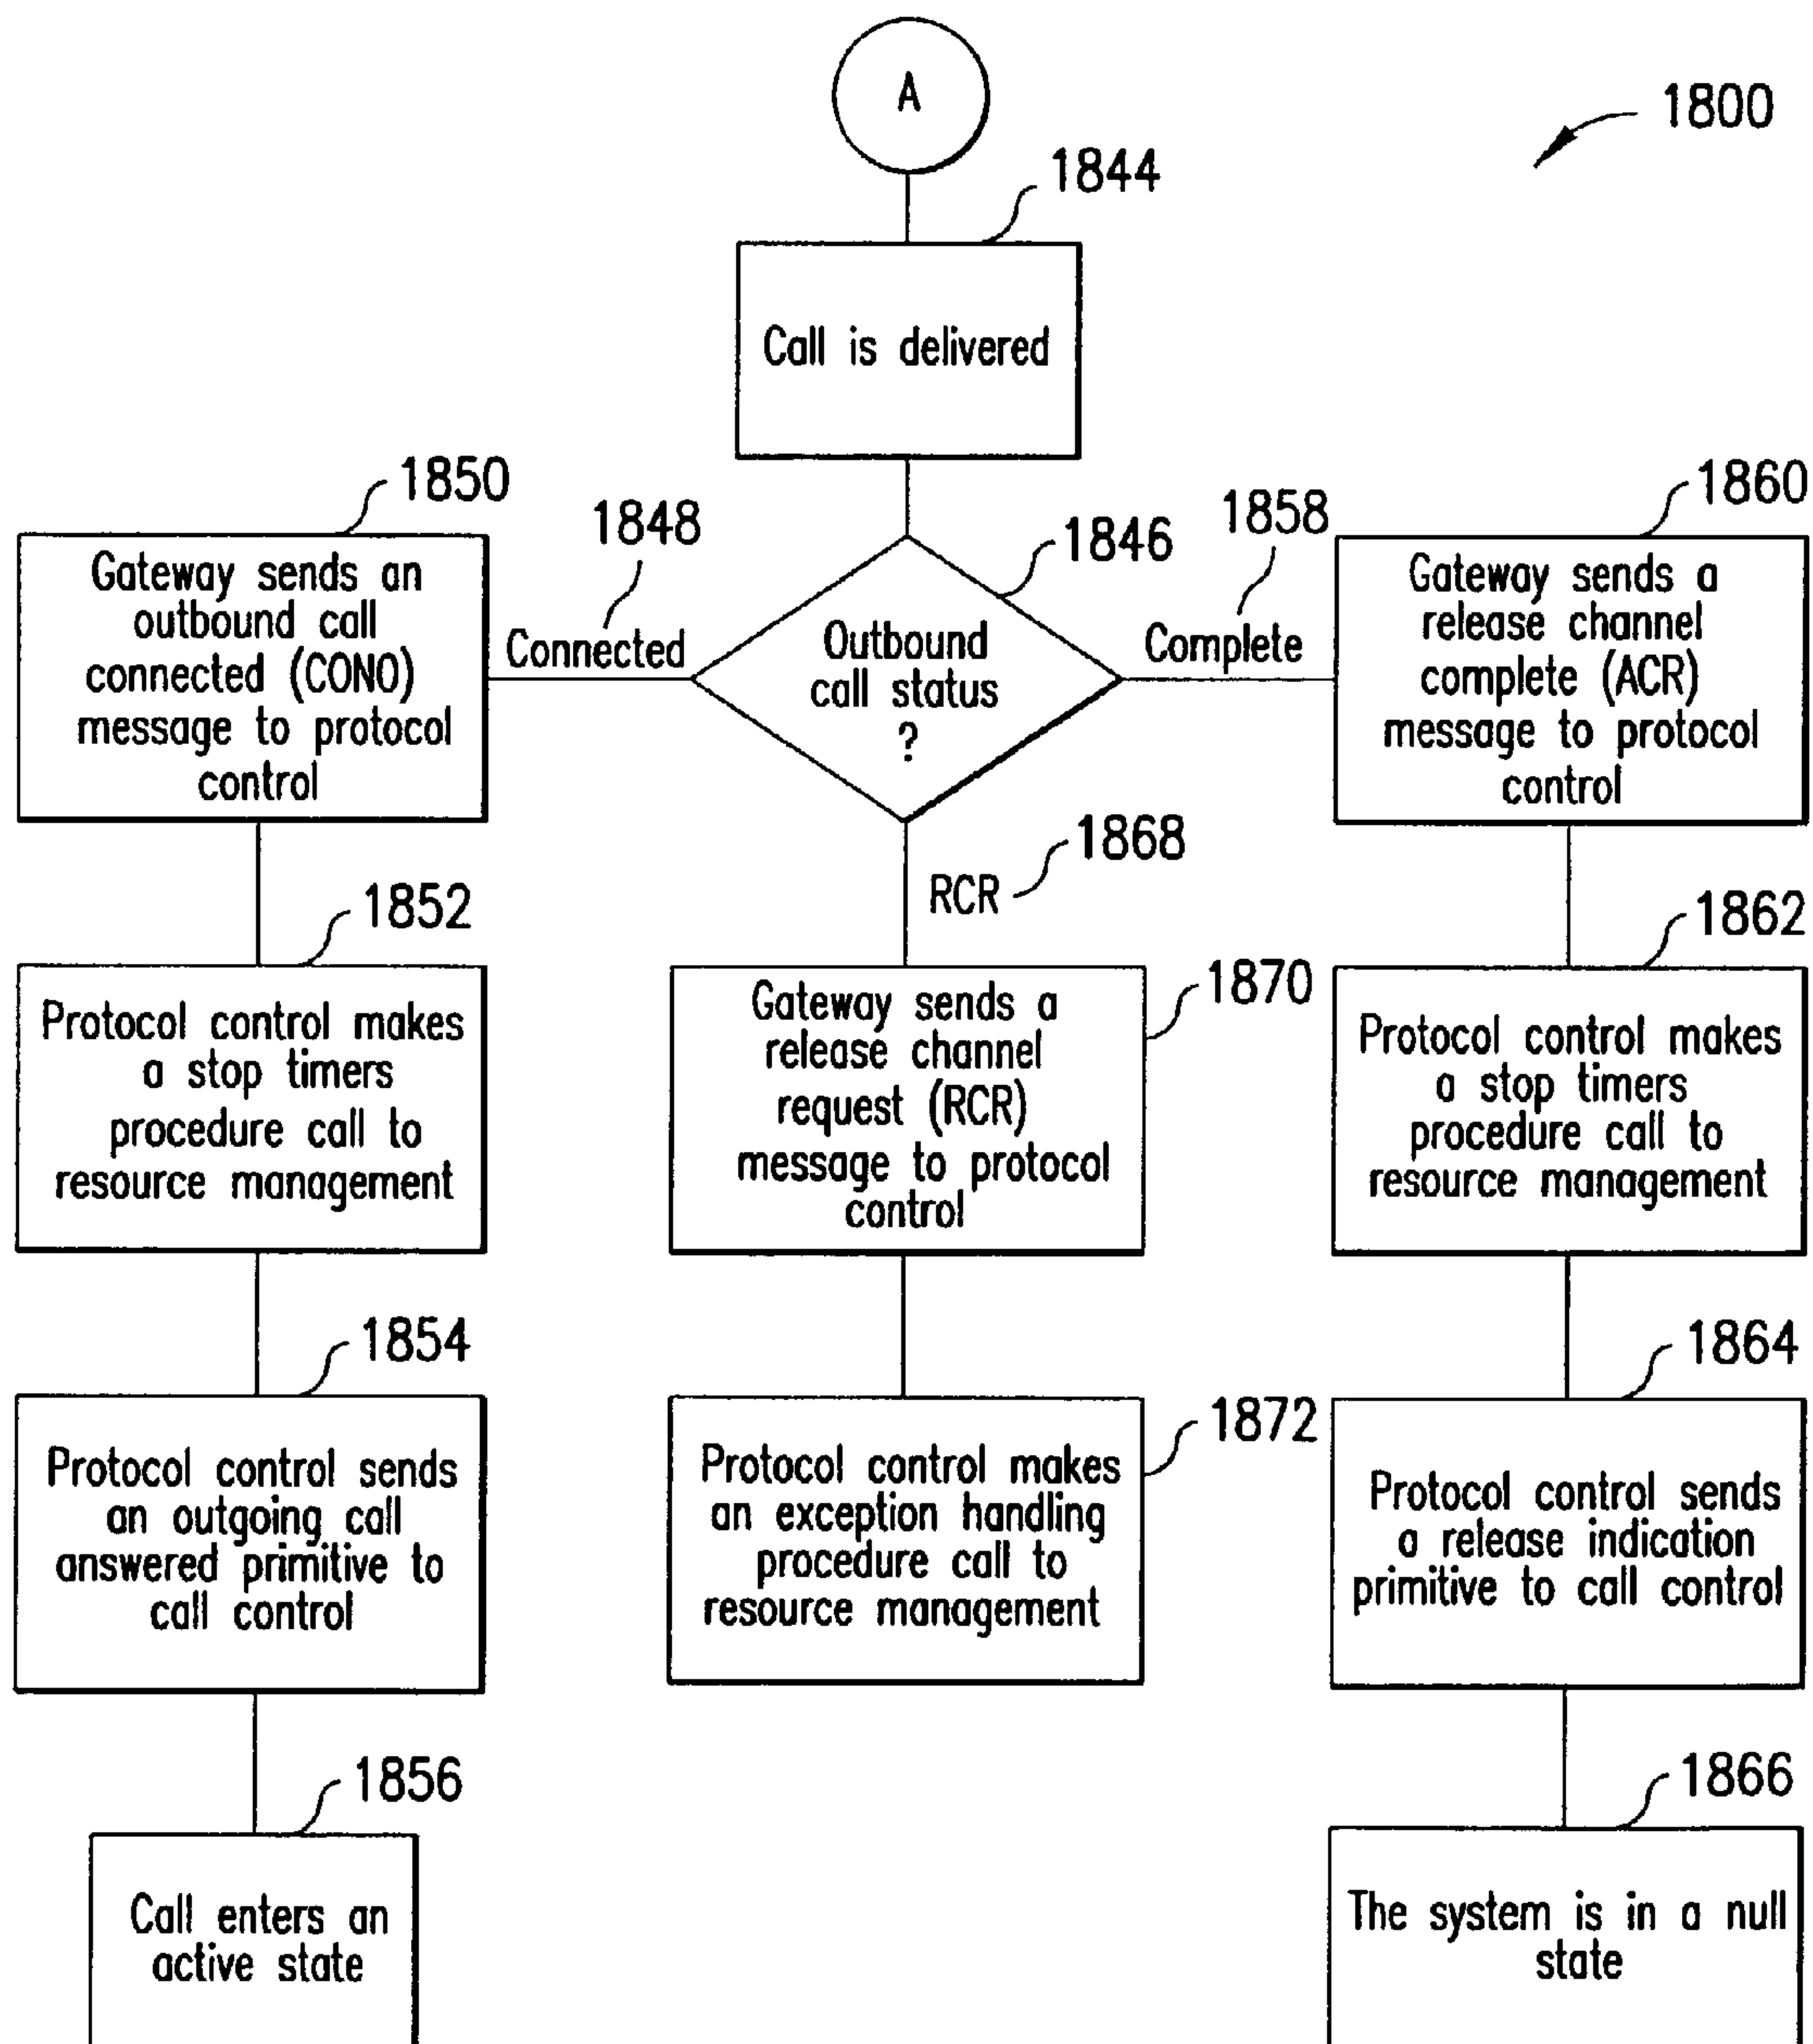 A
1800
1844
Call is delivered
1850
Gateway sends an
outbound call
connected (CONO)
message to protocol
control
1848
Connected
1846
Outbound
call status
?
1858
Complete
1860
Gateway sends a
release channel
complete (ACR)
message to protocol
control
1868
RCR
1852
Protocol control makes
a stop timers
procedure call to
resource management
1870
Gateway sends a
release channel
request (RCR)
message to protocol
control
1862
Protocol control makes
a stop timers
procedure call to
resource management
1854
Protocol control sends
an outgoing call
answered primitive to
call control
1872
Protocol control makes
an exception handling
procedure call to
resource management
1864
Protocol control sends
a release indication
primitive to call control
1856
Call enters an
active state
1866
The system is in a null
state